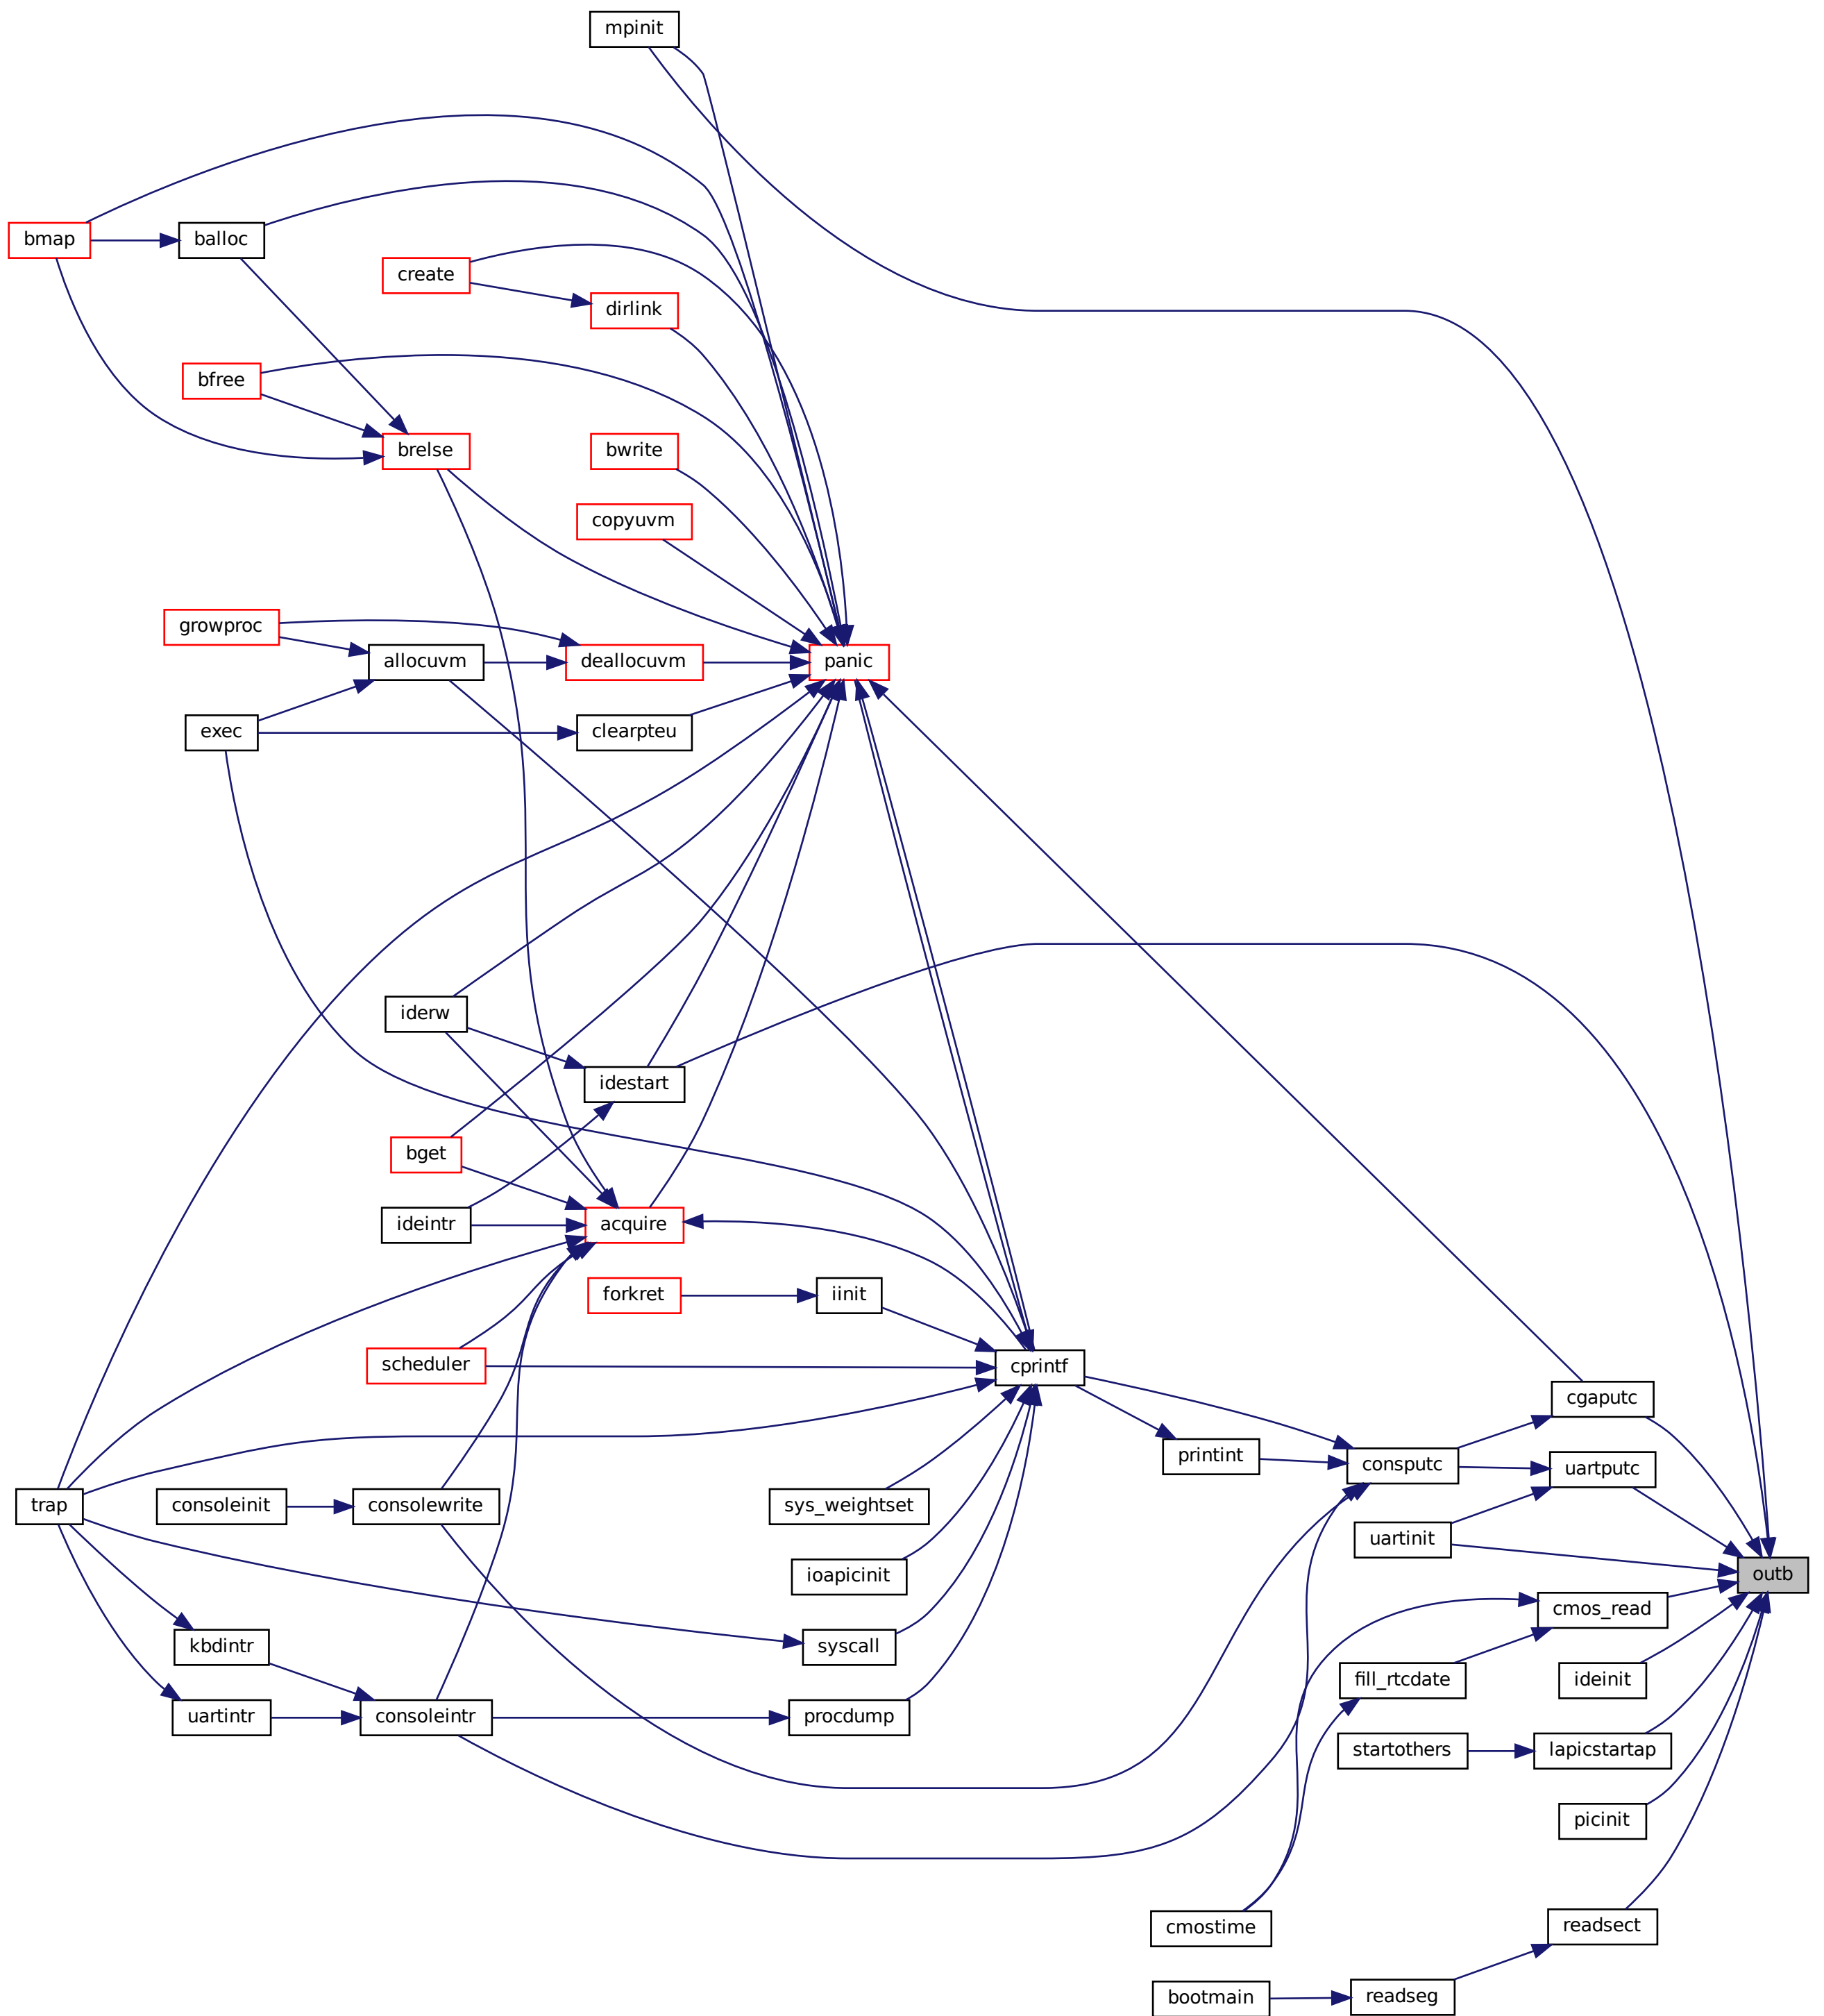 mpinit
bmap
balloc
create
dirlink
bfree
brelse
bwrite
copyuvm
growproc
allocuvm
deallocuvm
panic
exec
clearpteu
iderw
idestart
bget
ideintr
acquire
forkret
iinit
scheduler
cprintf
cgaputc
printint
consputc
uartputc
trap
consoleinit
consolewrite
sys_weightset
uartinit
ioapicinit
outb
cmos_read
kbdintr
syscall
fill_rtcdate
ideinit
uartintr
consoleintr
procdump
startothers
lapicstartap
picinit
cmostime
readsect
bootmain
readseg